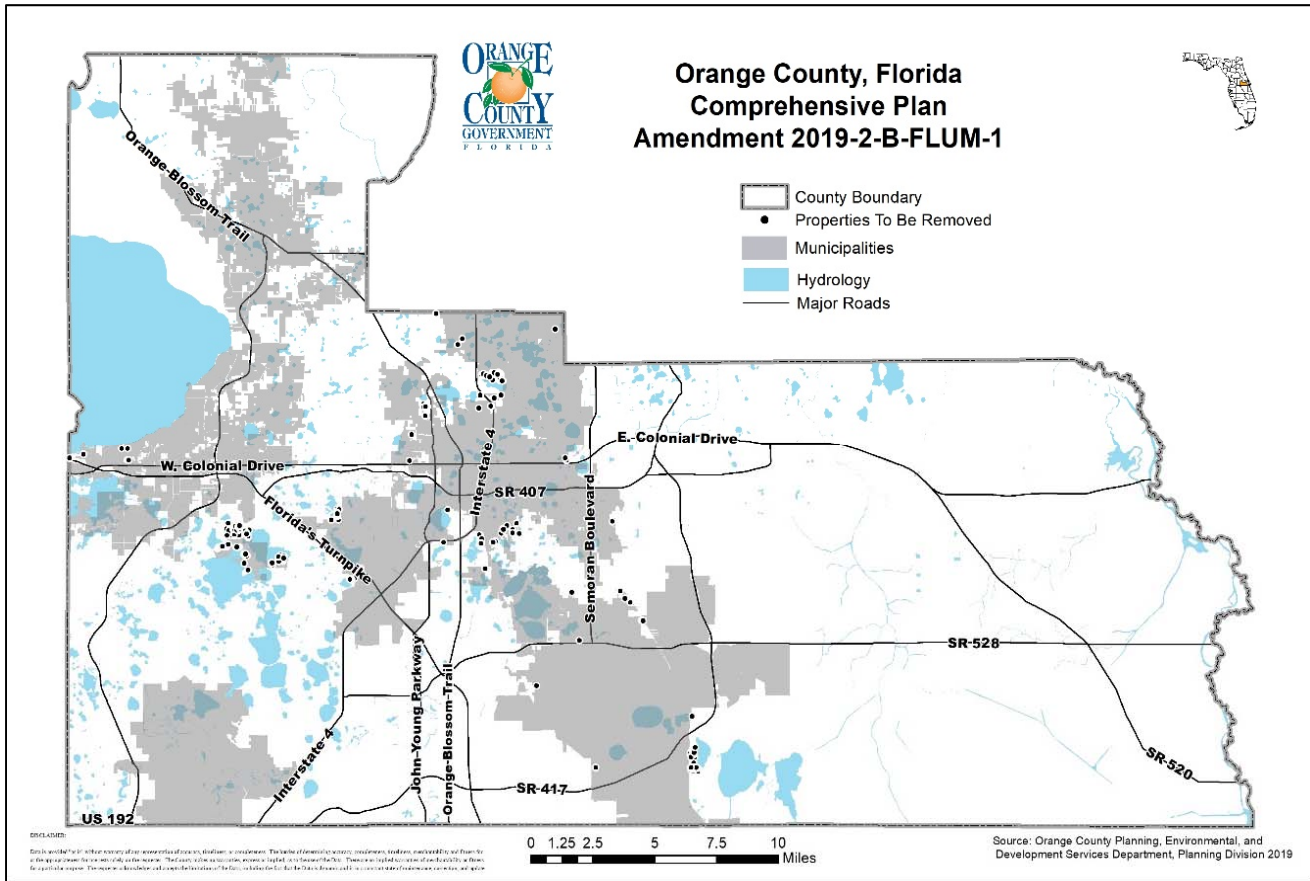 ORANGE
COUNTY
GOVERNMENT
FLORIDA
Orange County, Florida
Comprehensive Plan
Amendment 2019-2-B-FLUM-1
County Boundary
Properties To Be Removed
Municipalities
Hydrology
Major Roads
Orange-Blossom-Trail
W. Colonial Drive
E. Colonial Drive
Interstate 4
SR 407
Florida's-Turnpike
Semoran-Boulevard
SR-528
John-Young Parkway
Orange-Blossom-Trail
Interstate-4
SR-417
SR-520
US 192
DISCLAIMER:
0 1.25 2.5 5 7.5 10
Miles
Source: Orange County Planning, Environmental, and
Development Services Department, Planning Division 2019